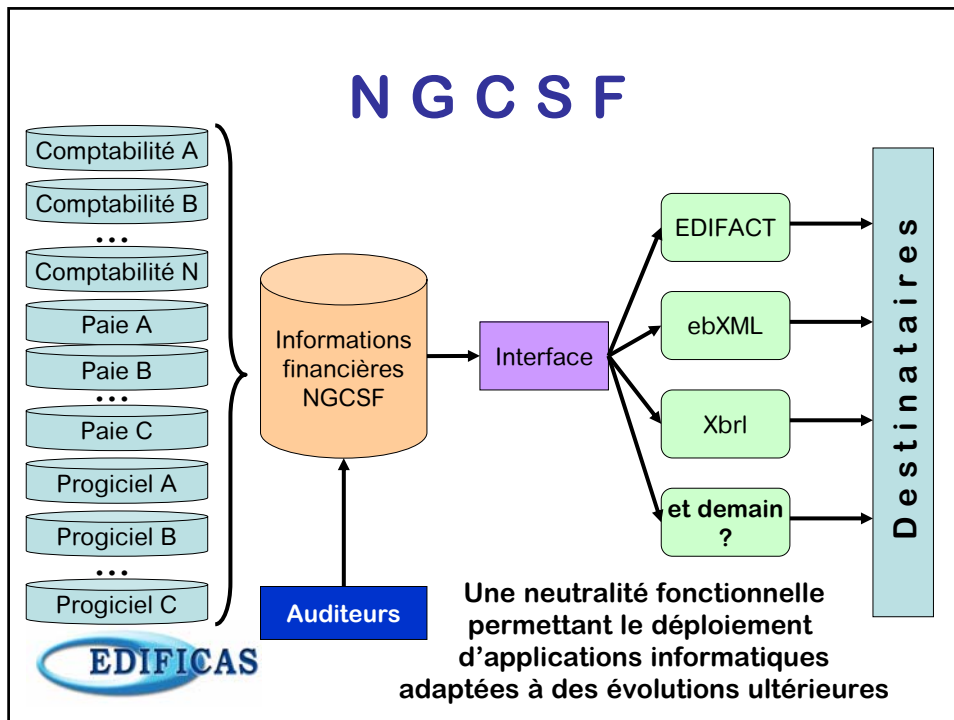 N G C S F
Comptabilité A
Comptabilité B
...
Comptabilité N
Paie A
Paie B
...
Paie C
Progiciel A
Progiciel B
...
Progiciel C
Informations
financières
NGCSF
Auditeurs
Interface
EDIFACT
ebXML
Xbrl
et demain
?
Destinataires
Une neutralité fonctionnelle
permettant le déploiement
d'applications informatiques
adaptées à des évolutions ultérieures
EDIFICAS